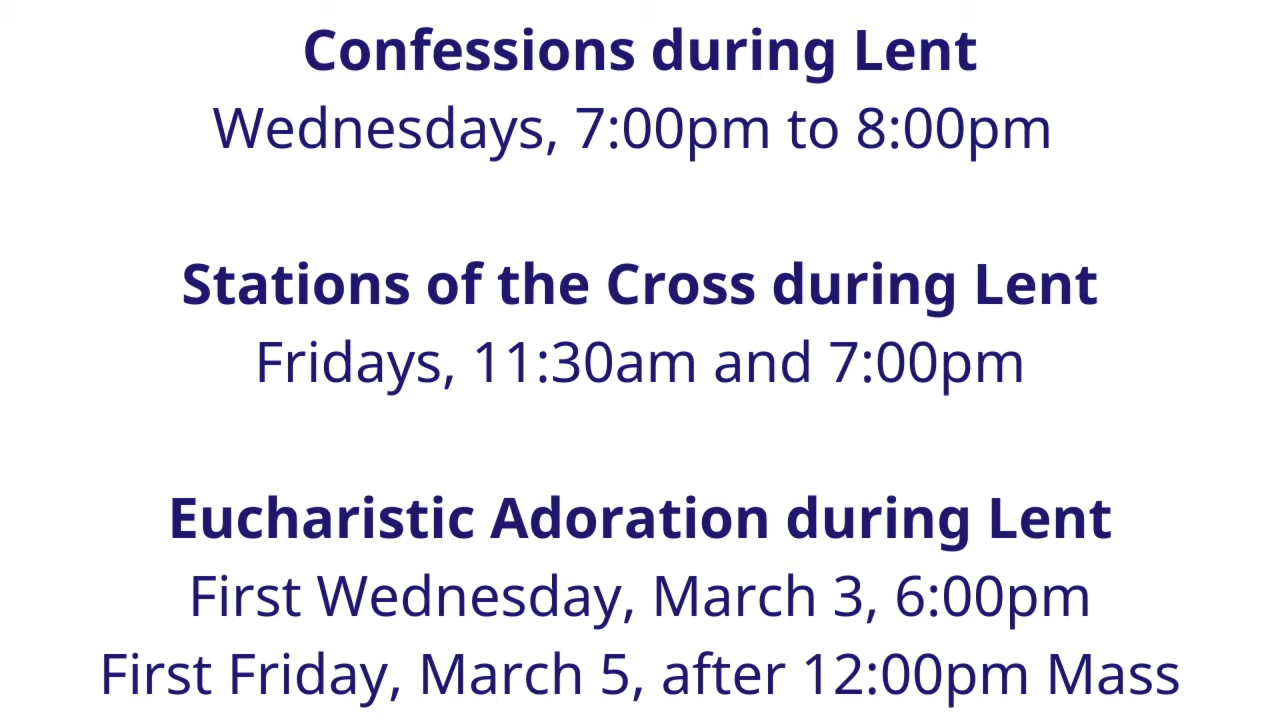 Confessions during Lent
Wednesdays, 7:00pm to 8:00pm
Stations of the Cross during Lent
Fridays, 11:30am and 7:00pm
Eucharistic Adoration during Lent
First Wednesday, March 3, 6:00pm
First Friday, March 5, after 12:00pm Mass